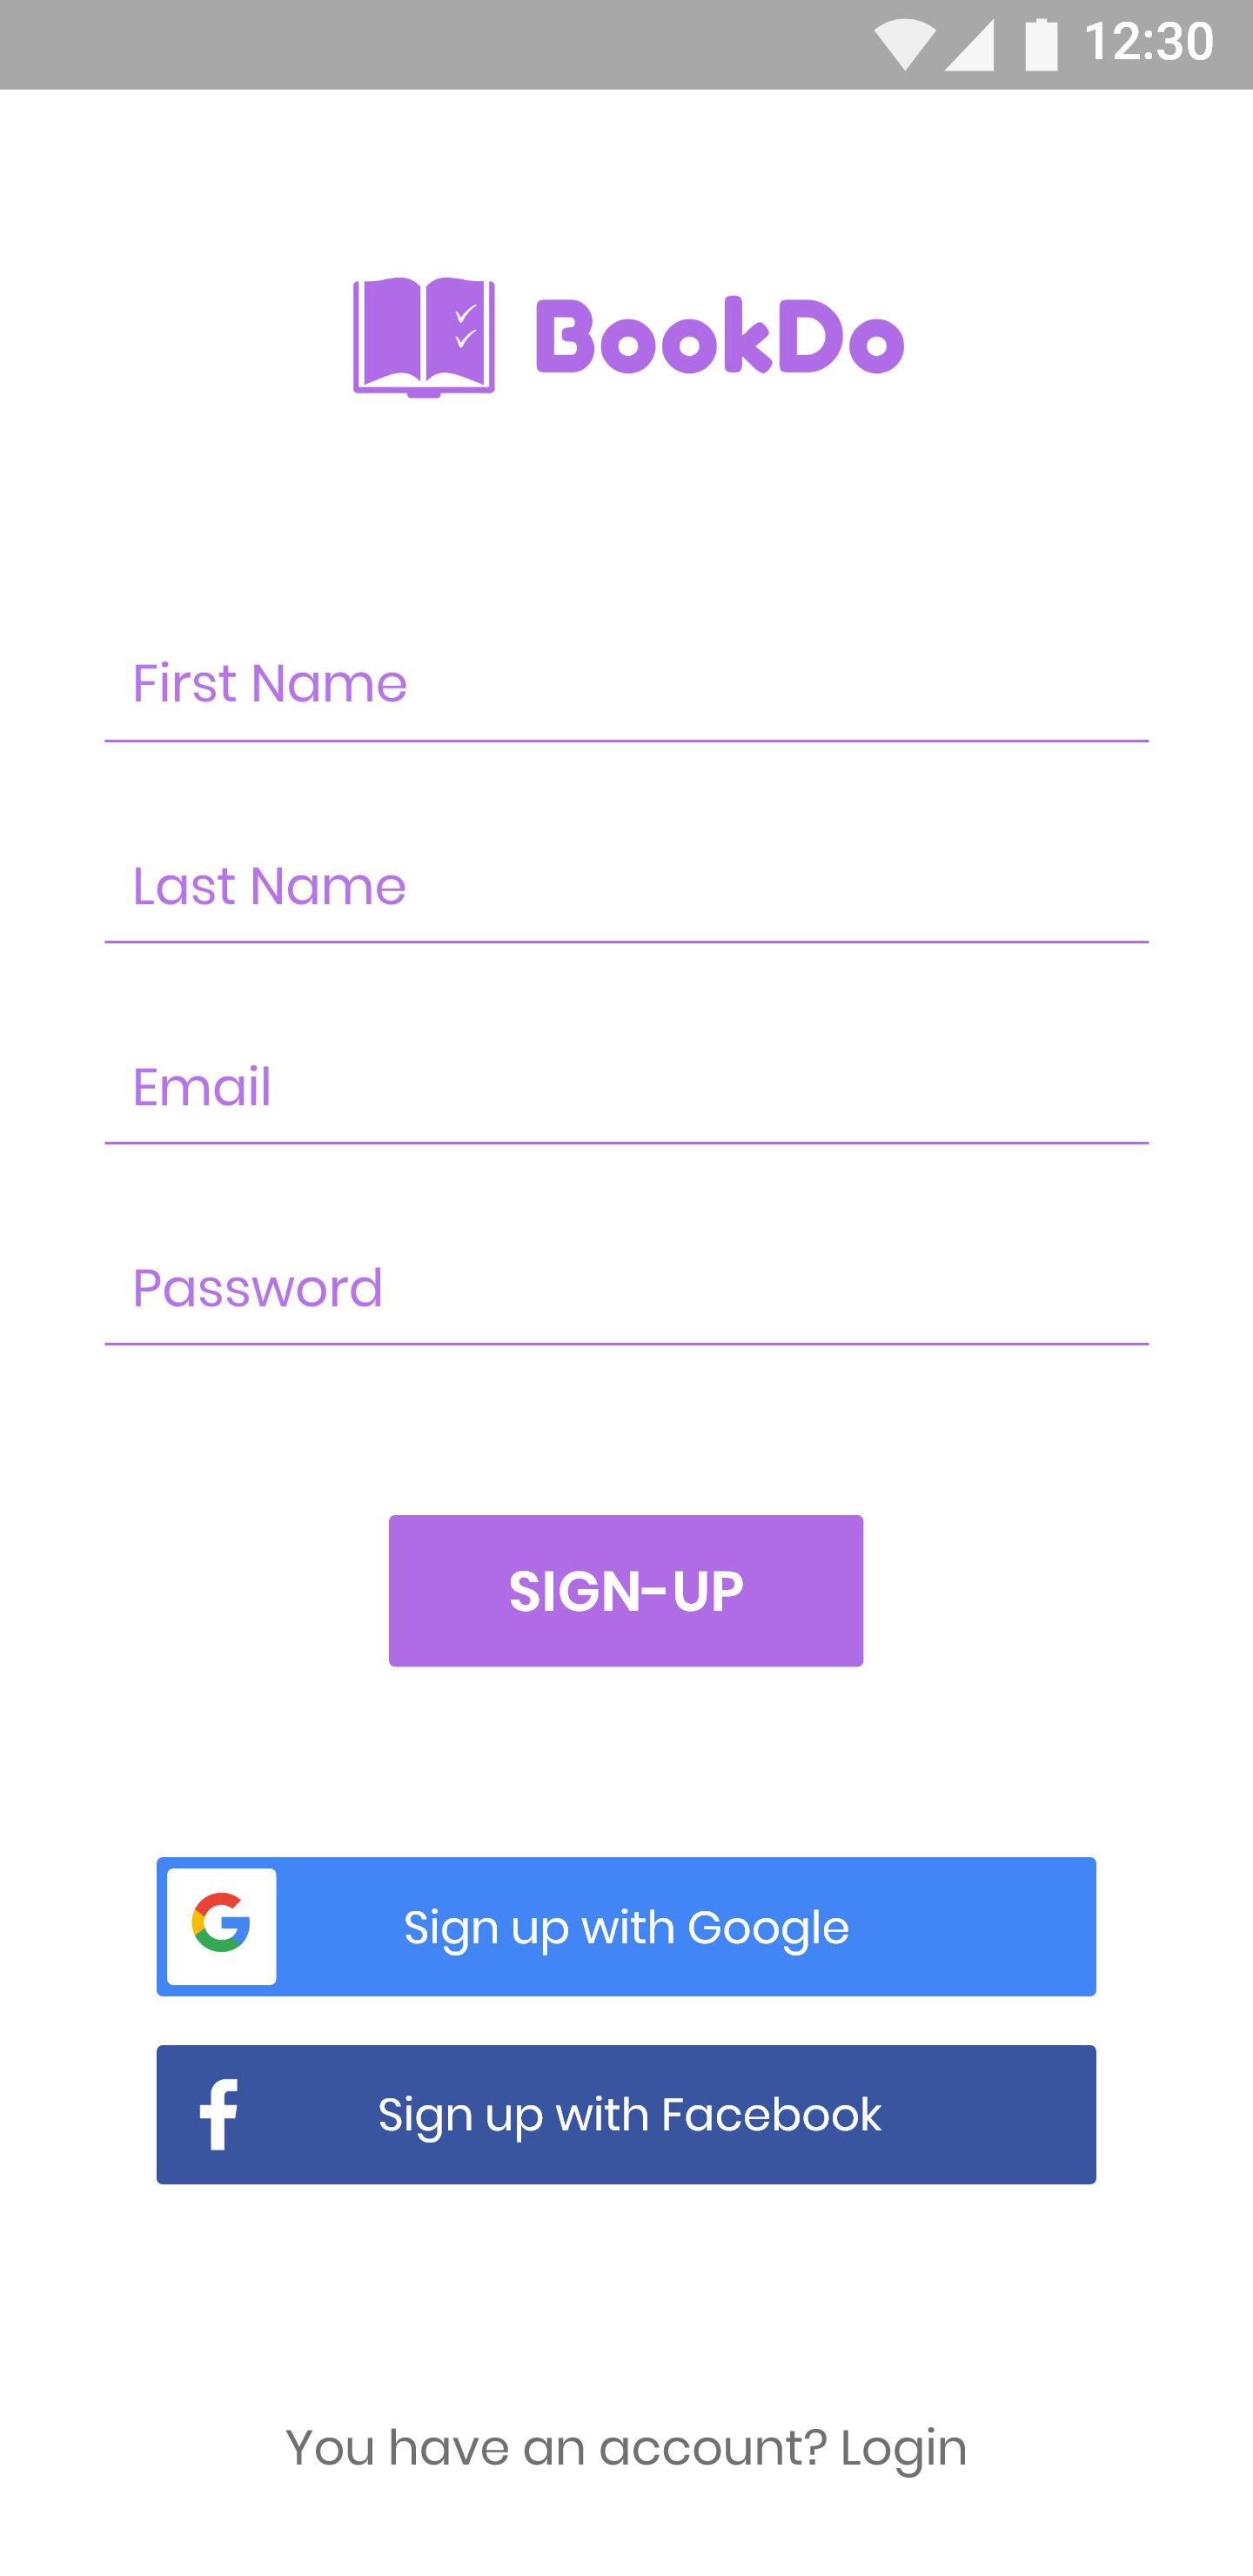 12:30
BookDo
First Name
Last Name
Email
Password
SIGN-UP
Sign up with Google
Sign up with Facebook
You have an account? Login